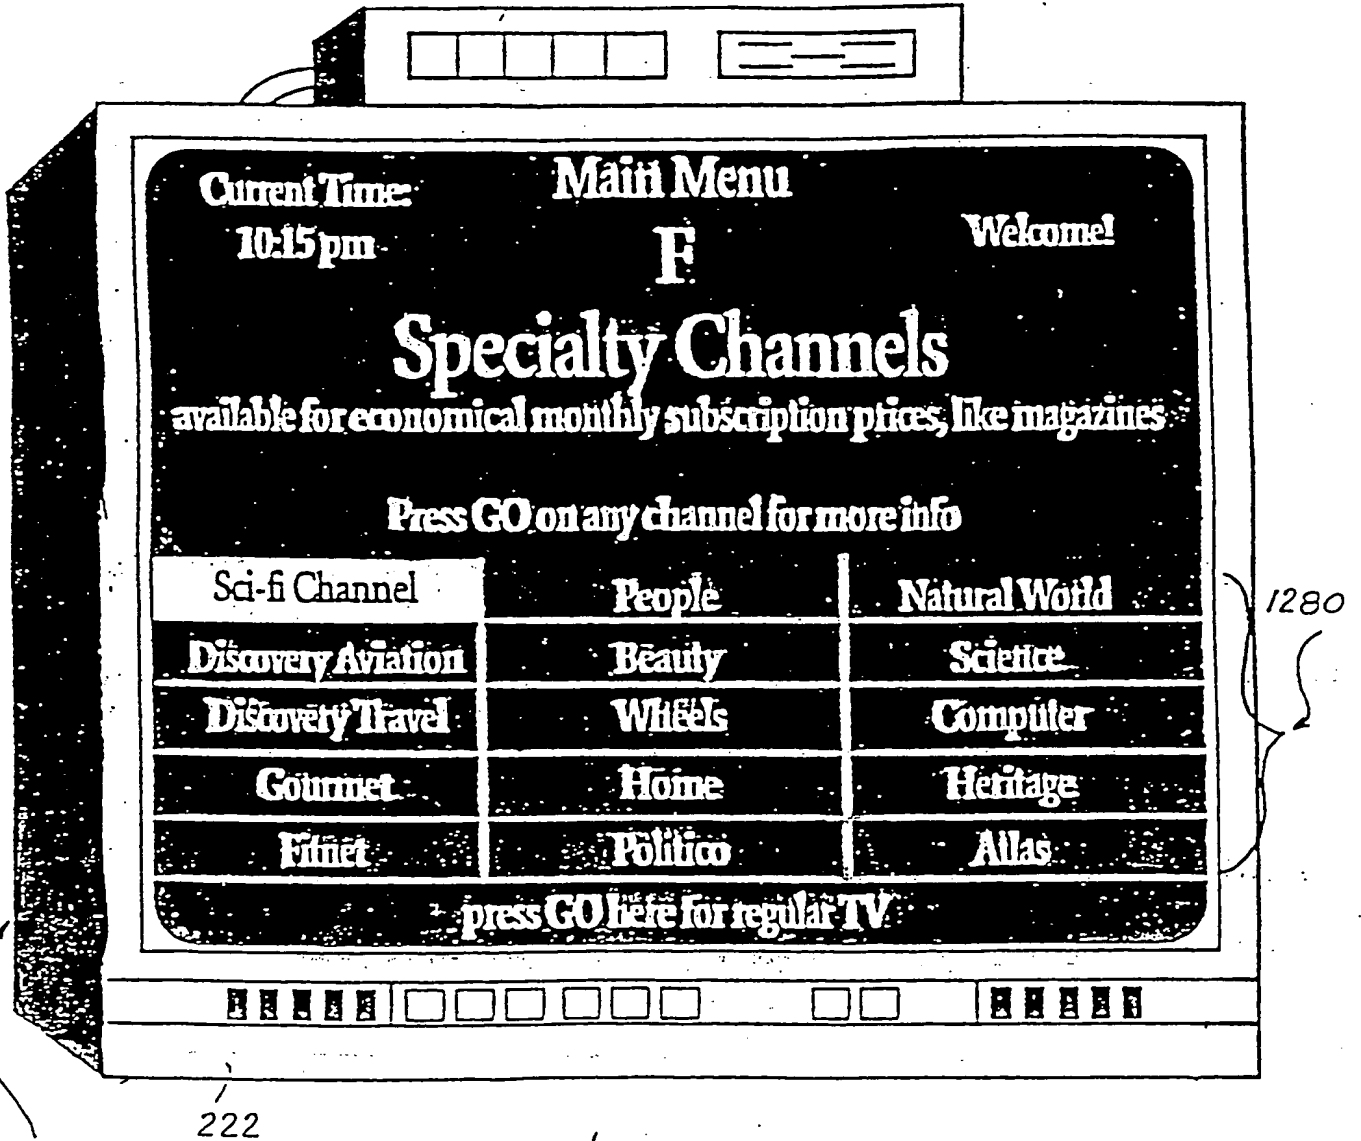 Main Menu
Current Time:
10:15 pm
Welcome!
F
Specialty Channels
available for economical monthly subscription prices, like magazines
Press GO on any channel for more info
Sci-fi Channel People Natural World
Discovery Aviation Beauty Science
Discovery Travel Wheels Computer
Gourmet Home Heritage
Fitnet Politico Atlas
press GO here for regular TV
1280
222